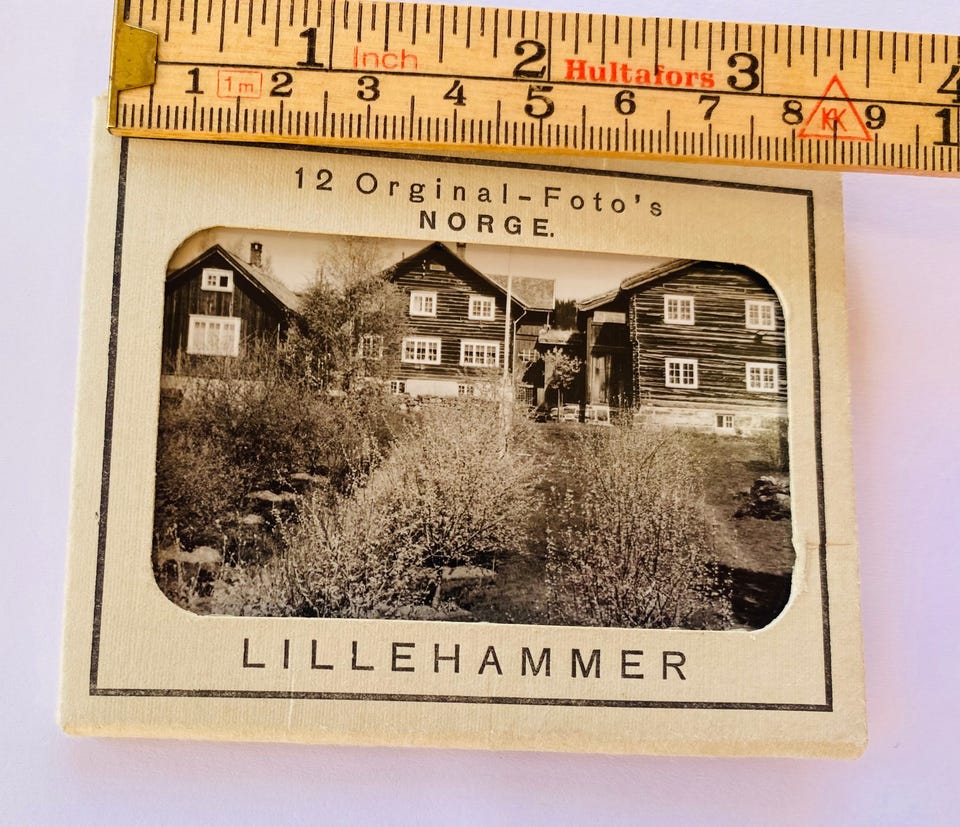 1 Inch 2 Hultafors 3 4
1 1m 2 3 4 5 6 7 8 KK 9 1
12 Orginal-Foto's
NORGE.
LILLEHAMMER